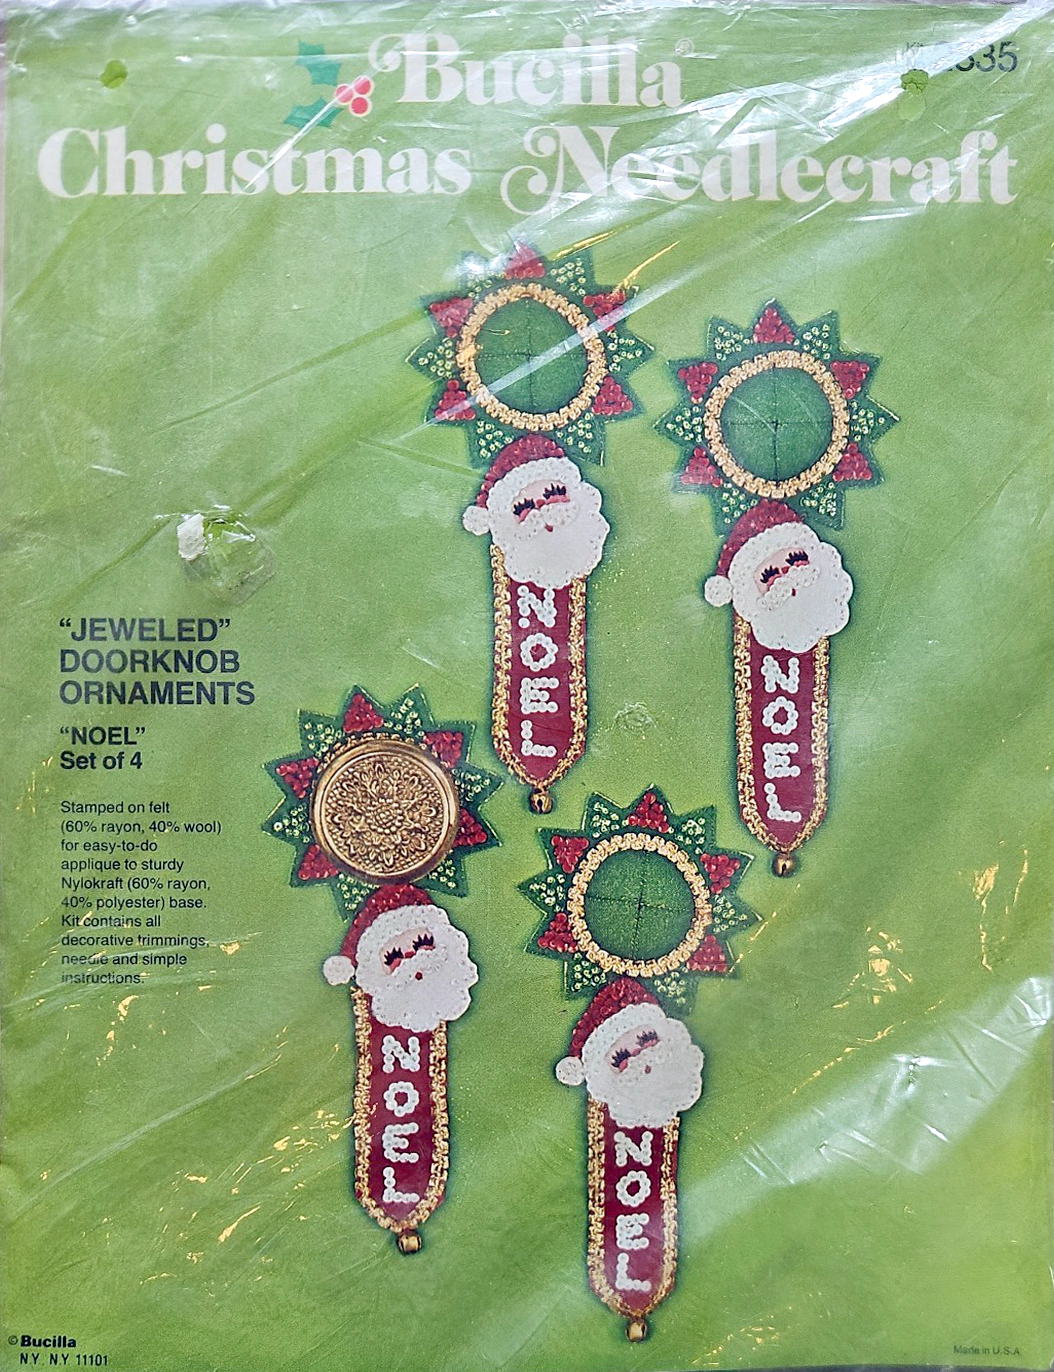 Bucilla®
Christmas Needlecraft
"JEWELED"
DOORKNOB
ORNAMENTS
"NOEL"
Set of 4
Stamped on felt
(60% rayon, 40% wool)
for easy-to-do
applique to sturdy
Nylokraft (60% rayon,
40% polyester) base.
Kit contains all
decorative trimmings,
needle and simple
instructions.
NOEL
NOEL
NOEL
NOEL
© Bucilla
N.Y. N.Y 11101
Made in U.S.A.